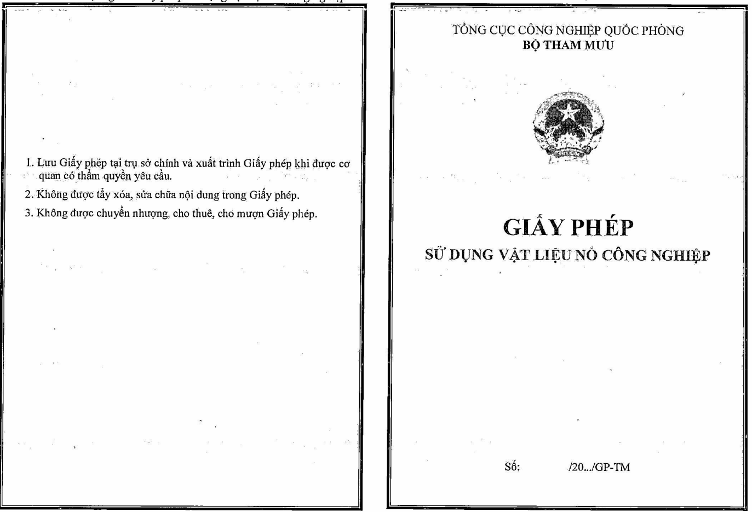 1. Lưu Giấy phép tại trụ sở chính và xuất trình Giấy phép khi được cơ
quan có thẩm quyền yêu cầu.
2. Không được tẩy xóa, sửa chữa nội dung trong Giấy phép.
3. Không được chuyển nhượng, cho thuê, cho mượn Giấy phép.
TỔNG CỤC CÔNG NGHIỆP QUỐC PHÒNG
BỘ THAM MƯU
GIẤY PHÉP
SỬ DỤNG VẬT LIỆU NỔ CÔNG NGHIỆP
Số: /20.../GP-TM